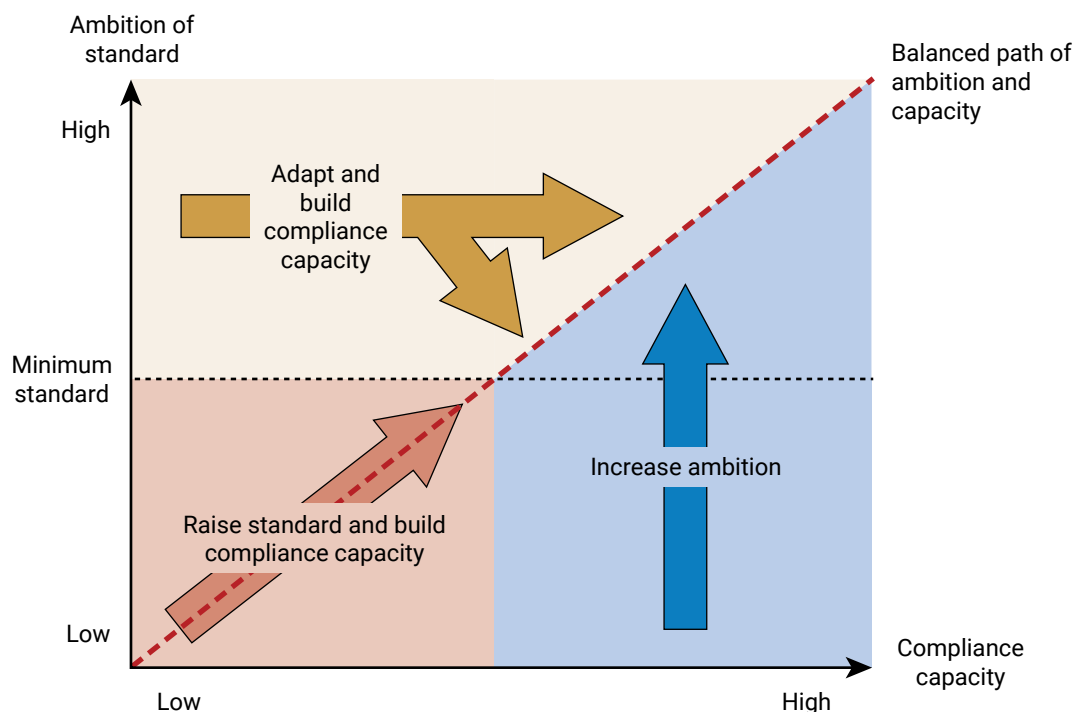 Ambition of
standard
Balanced path of
ambition and
capacity
High
Adapt and
build
compliance
capacity
Minimum
standard
Increase ambition
Raise standard and build
compliance capacity
Low
Compliance
capacity
Low
High